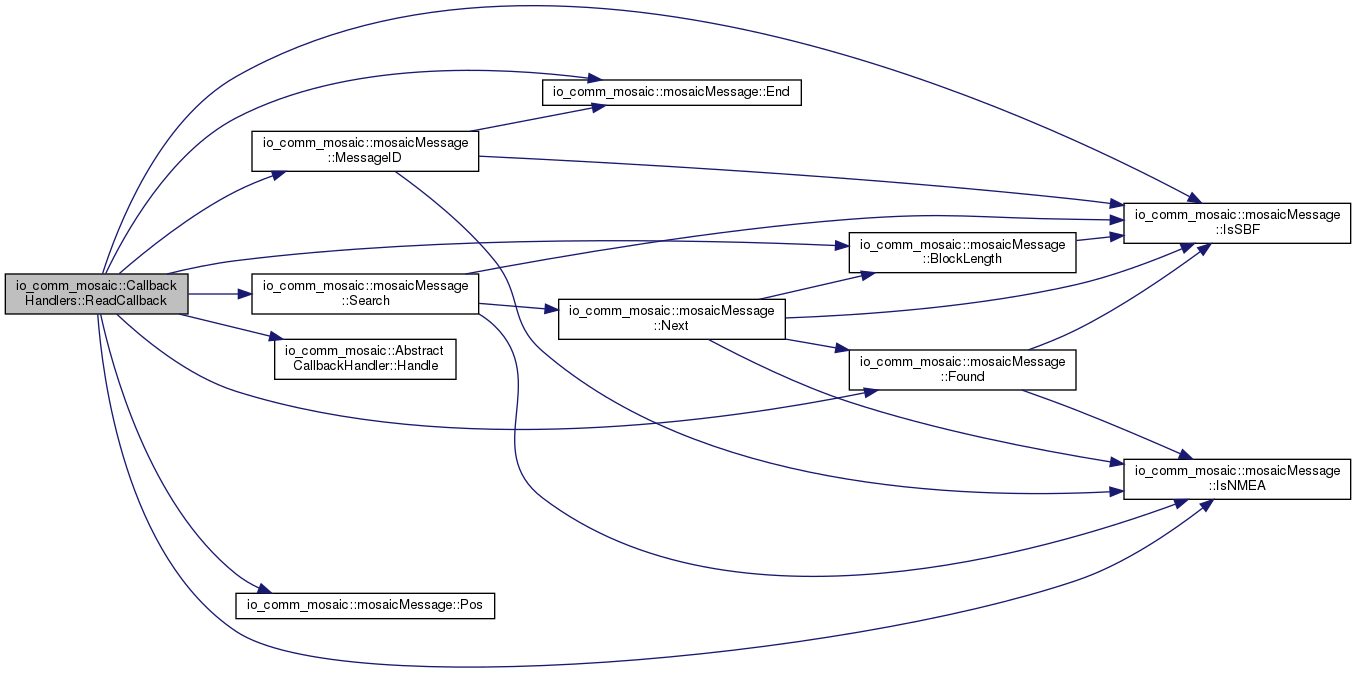 io_comm_mosaic::mosaicMessage::End
io_comm_mosaic::mosaicMessage
::MessageID
io_comm_mosaic::mosaicMessage
::IsSBF
io_comm_mosaic::mosaicMessage
::BlockLength
io_comm_mosaic::Callback
Handlers::ReadCallback
io_comm_mosaic::mosaicMessage
::Search
io_comm_mosaic::mosaicMessage
::Next
io_comm_mosaic::Abstract
CallbackHandler::Handle
io_comm_mosaic::mosaicMessage
::Found
io_comm_mosaic::mosaicMessage
::IsNMEA
io_comm_mosaic::mosaicMessage::Pos